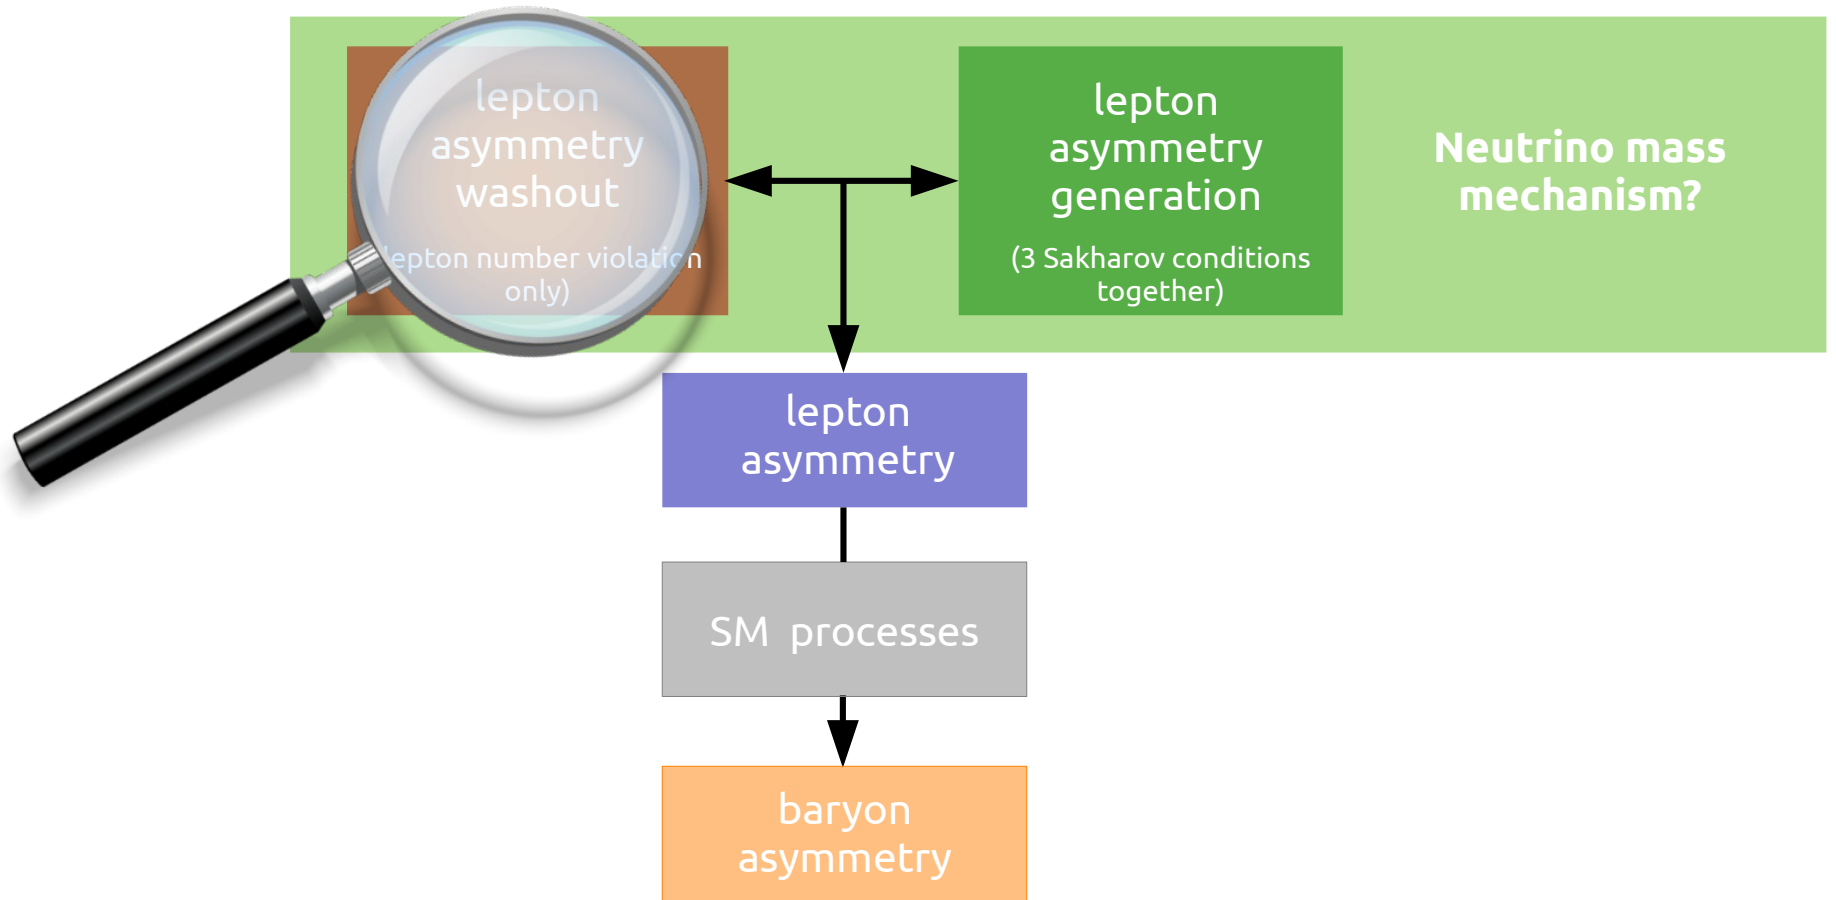 lepton
asymmetry
washout
lepton number violation
only)
lepton
asymmetry
generation
(3 Sakharov conditions
together)
Neutrino mass
mechanism?
lepton
asymmetry
SM processes
baryon
asymmetry